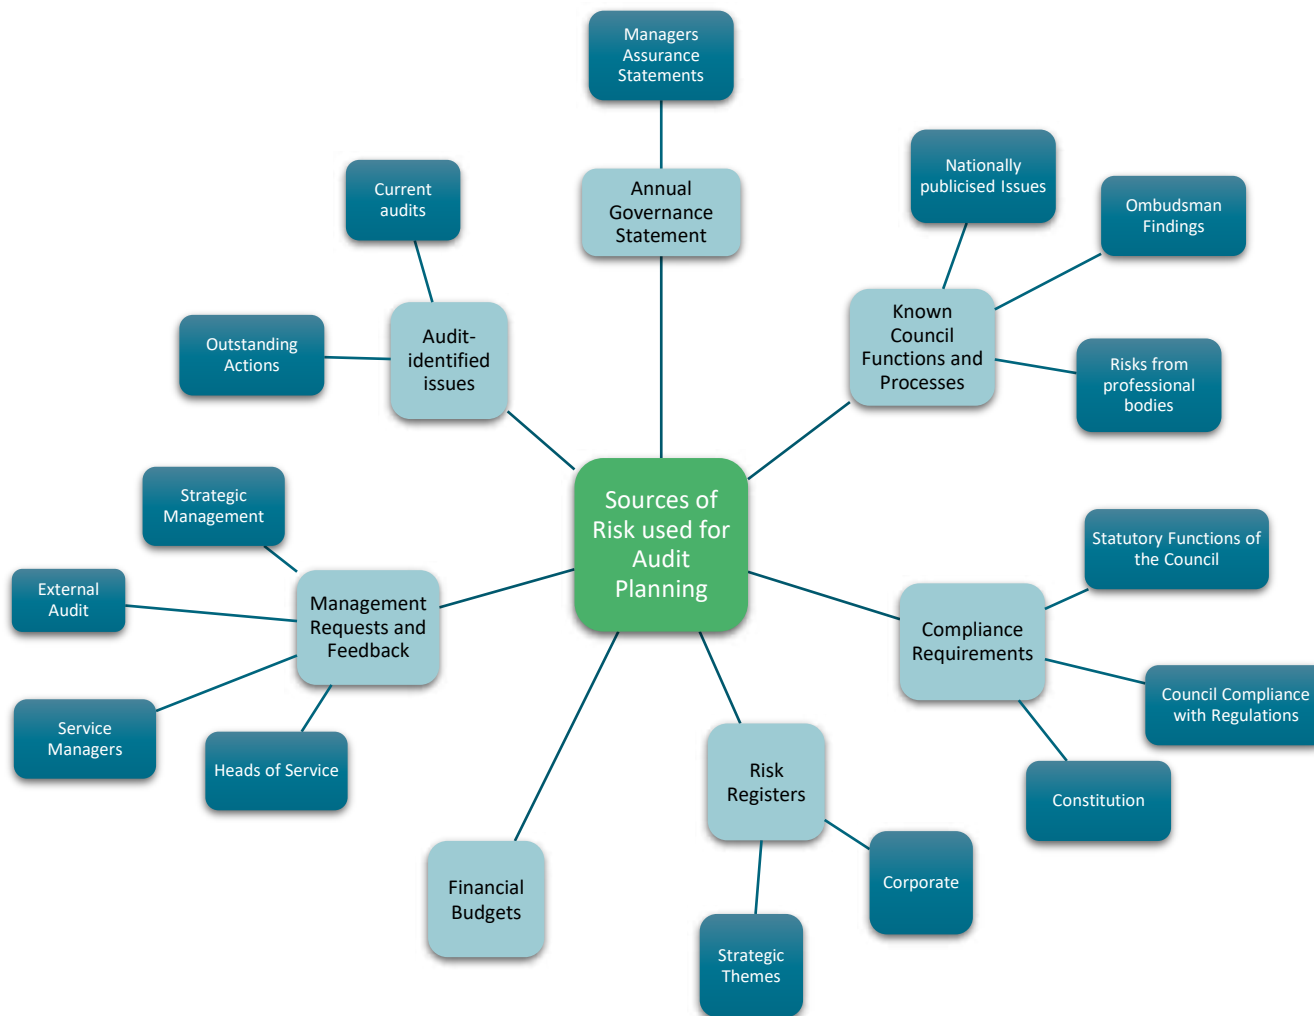 Managers
Assurance
Statements
Annual
Governance
Statement
Nationally
publicised Issues
Ombudsman
Findings
Known
Council
Functions and
Processes
Risks from
professional
bodies
Current
audits
Outstanding
Actions
Audit-
identified
issues
Sources of
Risk used for
Audit
Planning
Strategic
Management
External
Audit
Management
Requests and
Feedback
Service
Managers
Heads of Service
Statutory Functions of
the Council
Compliance
Requirements
Council Compliance
with Regulations
Constitution
Risk
Registers
Corporate
Strategic
Themes
Financial
Budgets